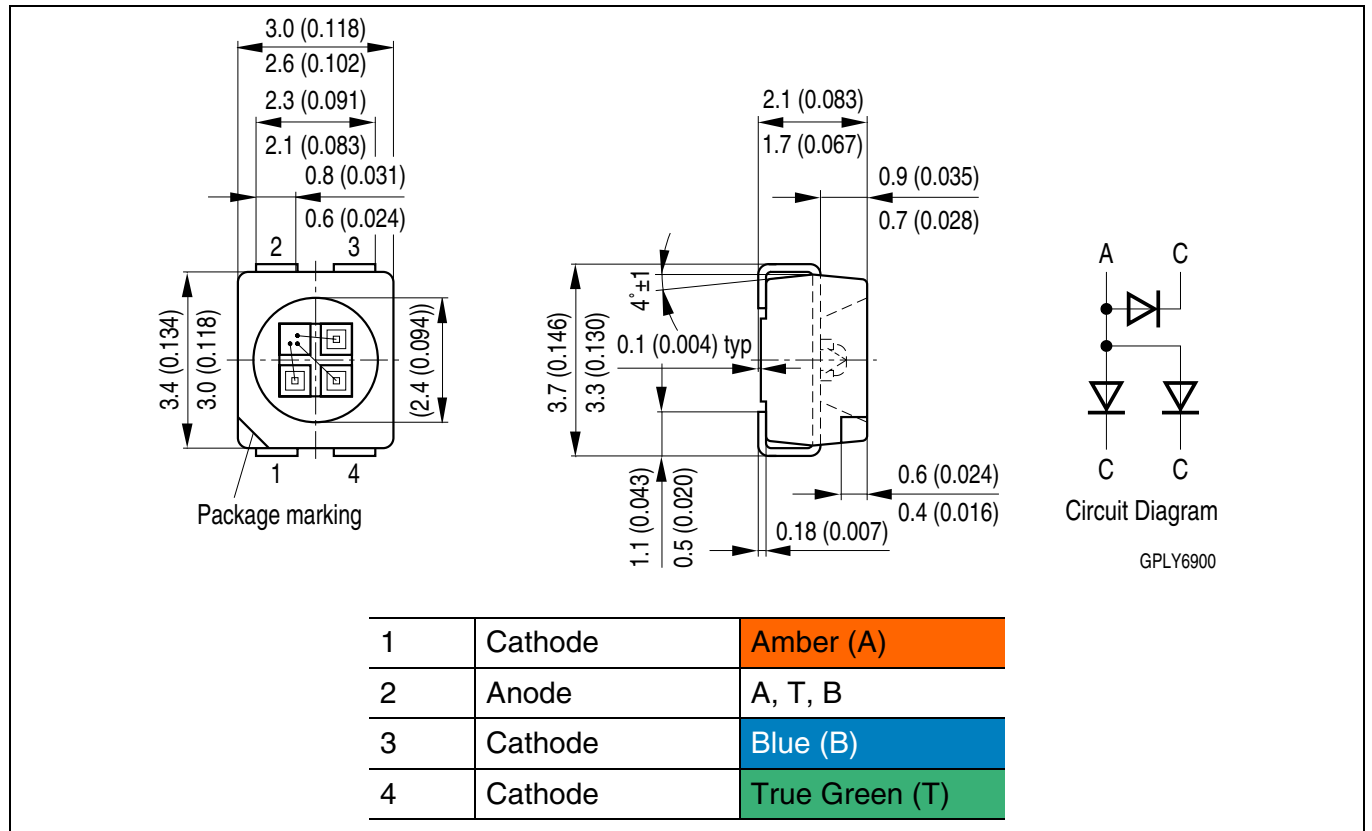 3.0 (0.118)
2.6 (0.102)
2.3 (0.091)
2.1 (0.083)
0.8 (0.031)
0.6 (0.024)
2
3
3.4 (0.134)
3.0 (0.118)
(2.4 (0.094))
1
4
Package marking
2.1 (0.083)
1.7 (0.067)
0.9 (0.035)
0.7 (0.028)
4˚±1
0.1 (0.004) typ
3.7 (0.146)
3.3 (0.130)
1.1 (0.043)
0.5 (0.020)
0.6 (0.024)
0.4 (0.016)
0.18 (0.007)
A C
C C
Circuit Diagram
GPLY6900
1 Cathode Amber (A)
2 Anode A, T, B
3 Cathode Blue (B)
4 Cathode True Green (T)